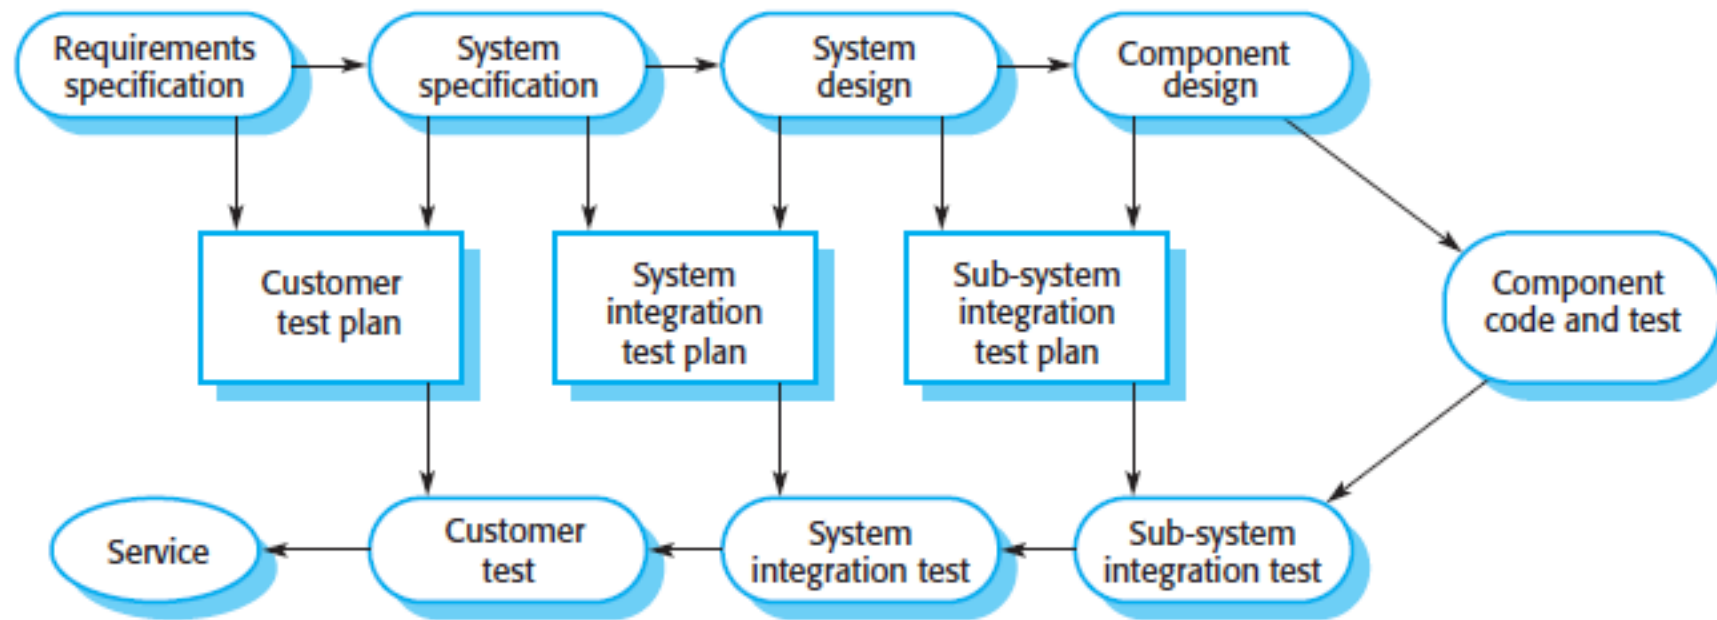 Requirements
specification
System
specification
System
design
Component
design
Customer
test plan
System
integration
test plan
Sub-system
integration
test plan
Component
code and test
Service
Customer
test
System
integration test
Sub-system
integration test